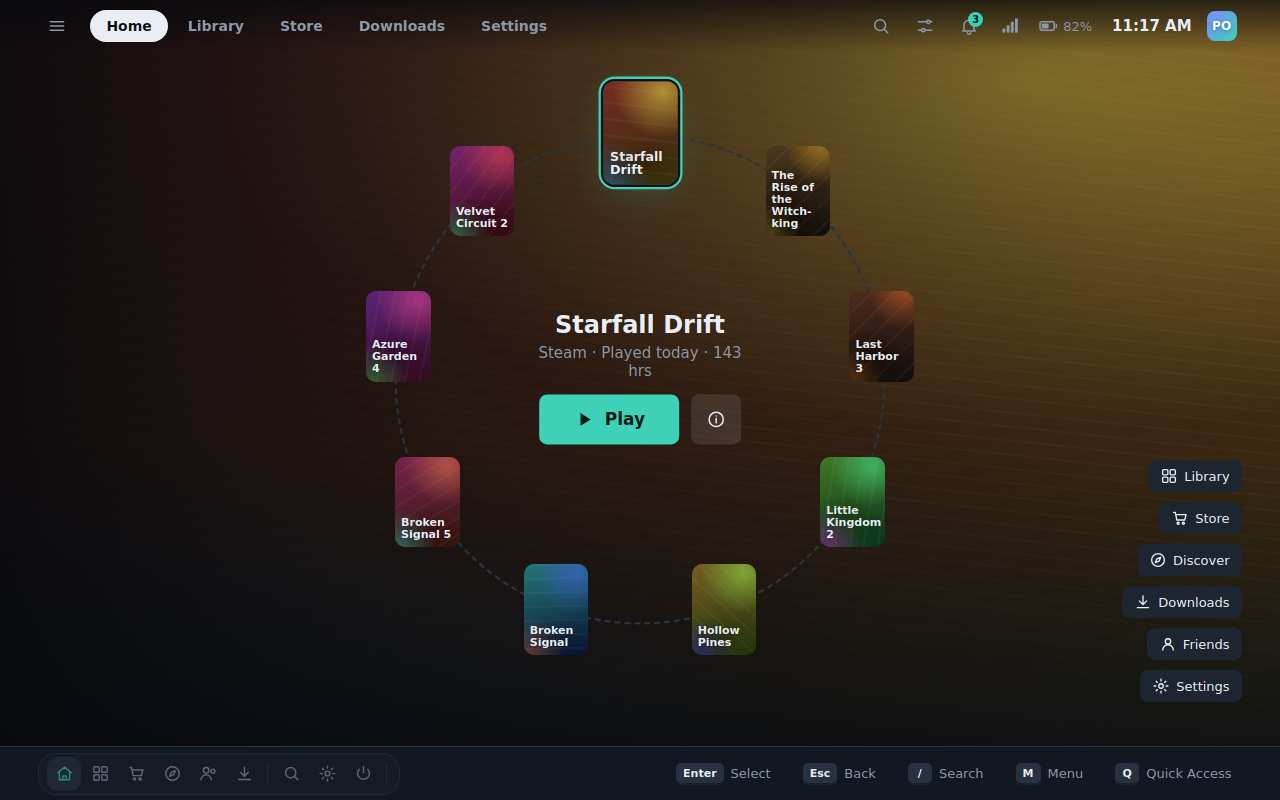 Home
Library
Store
Downloads
Settings
3
82%
11:17 AM
PO
Starfall
Drift
Velvet
Circuit 2
The
Rise of
the
Witch-
king
Azure
Garden
4
Last
Harbor
3
Starfall Drift
Steam · Played today · 143
hrs
Play
Broken
Signal 5
Little
Kingdom
2
Broken
Signal
Hollow
Pines
Library
Store
Discover
Downloads
Friends
Settings
Enter Select
Esc Back
/ Search
M Menu
Q Quick Access